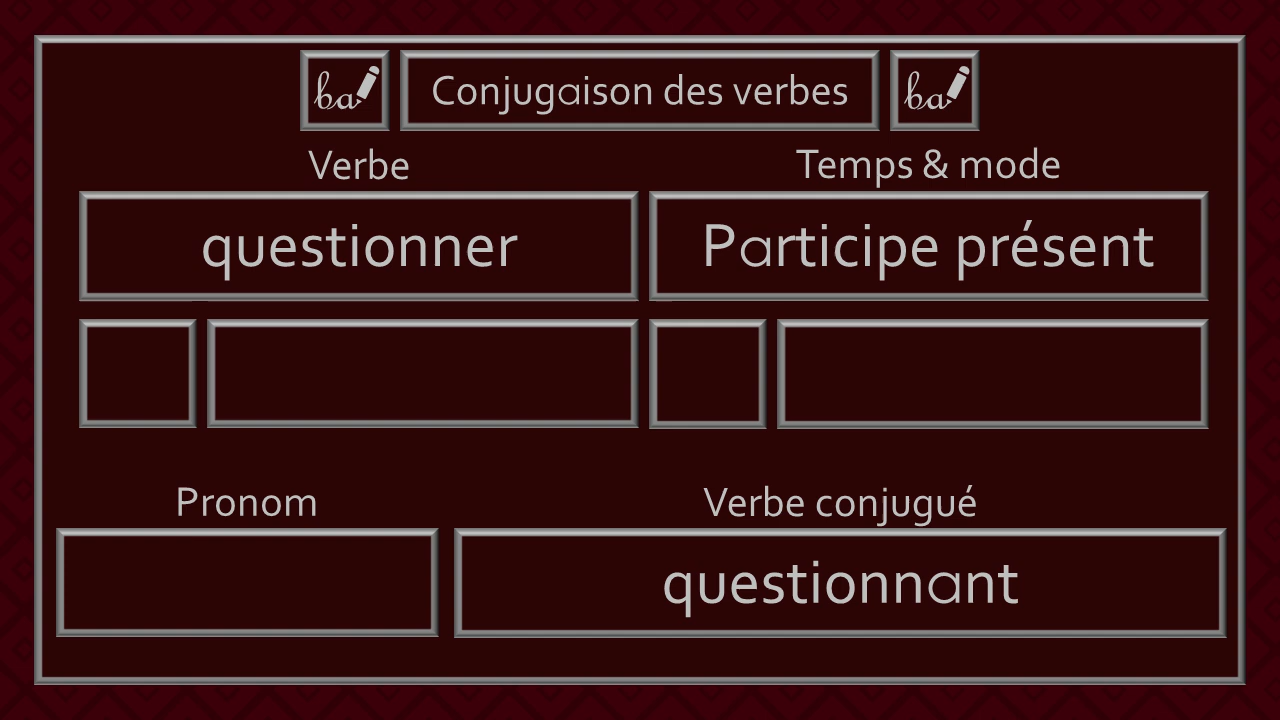 ba Conjugaison des verbes ba
Verbe
Temps & mode
questionner
Participe présent
Pronom
Verbe conjugué
questionnant